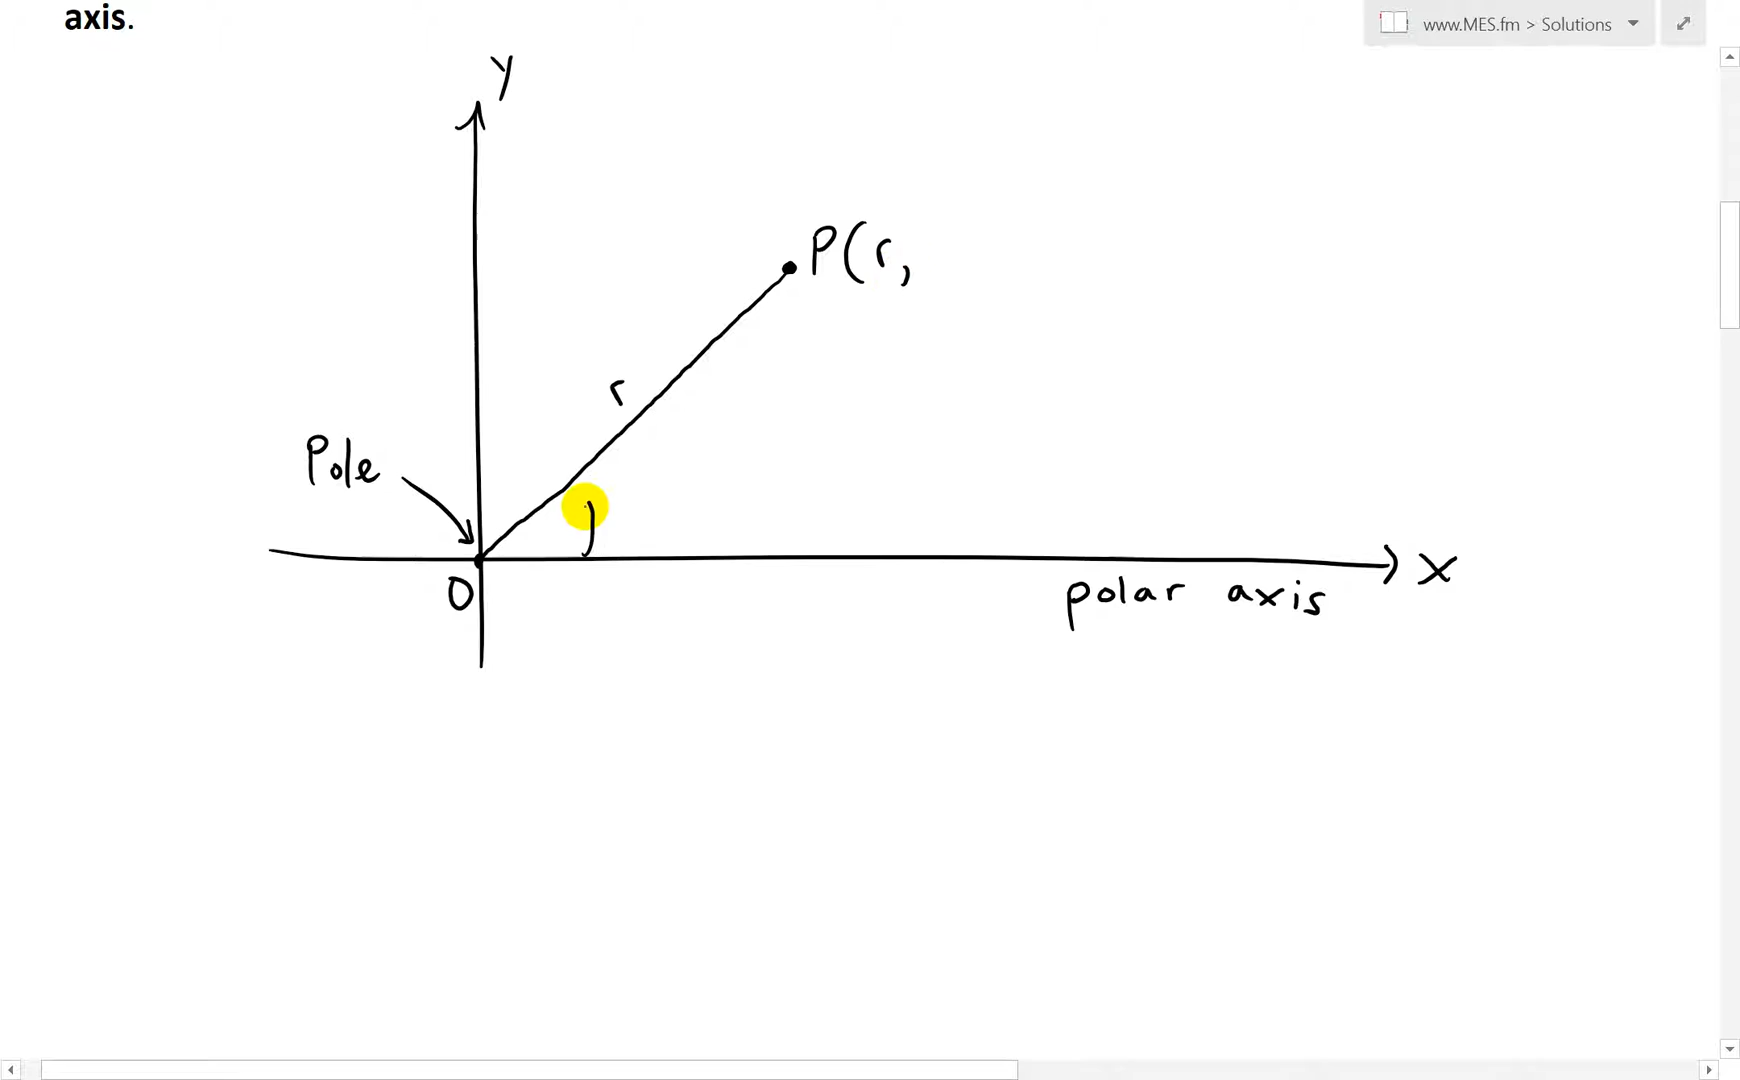 axis.
www.MES.fm > Solutions
y
P(r,
r
Pole
O
x
polar axis